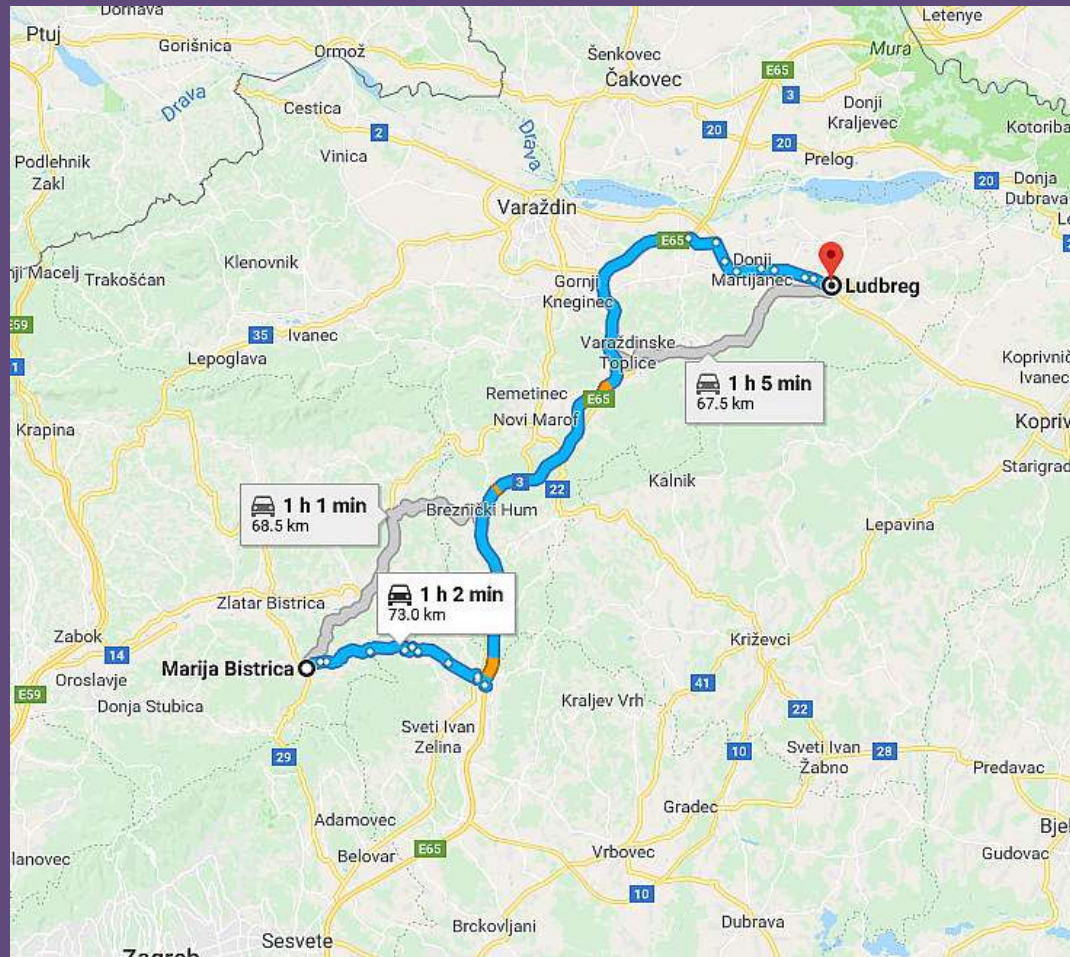 Dornava
Ptuj
Gorišnica
Ormož
Letenye
Mura
Šenkovec
Čakovec
E65
3
Drava
Cestica
Donji
Kraljevec
2
Drava
20
Kotoriba
Podlehnik
Zakl
Vinica
20
Prelog
20
Donja
Dubrava
Varaždin
Klenovnik
E65
Trakošćan
Donji
Martijanec
Gornji
Kneginec
Ludbreg
E59
35
Ivanec
Lepoglava
Varaždinske
Toplice
Koprivnič
Ivanec
1 h 5 min
67.5 km
Remetinec
E65
Novi Marof
Krapina
Kopriv
Starigrad
3
22
Kalnik
1 h 1 min
68.5 km
Breznički Hum
Lepavina
1 h 2 min
73.0 km
Zlatar Bistrica
Zabok
14
Oroslavje
Križevci
Marija Bistrica
E59
Donja Stubica
41
Kraljev Vrh
22
Sveti Ivan
Zelina
29
10
Sveti Ivan
Žabno
28
Predavac
Gradec
Adamovec
E65
Belovar
Vrbovec
Bjel
Gudovac
10
Brckovljani
Dubrava
Sesvete
Zagreb